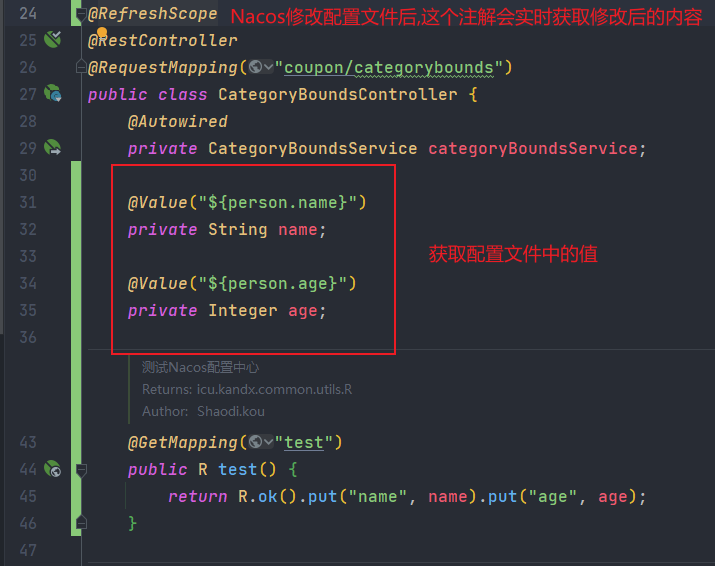 24 @RefreshScope Nacos修改配置文件后,这个注解会实时获取修改后的内容
25 @RestController
26 @RequestMapping("coupon/categorybounds")
27 public class CategoryBoundsController {
28 @Autowired
29 private CategoryBoundsService categoryBoundsService;
30
31 @Value("${person.name}")
32 private String name;
33
34 @Value("${person.age}")
获取配置文件中的值
35 private Integer age;
36
测试Nacos配置中心
Returns: icu.kandx.common.utils.R
Author: Shaodi.kou
43 @GetMapping("test")
44 public R test() {
45 return R.ok().put("name", name).put("age", age);
46 }
47